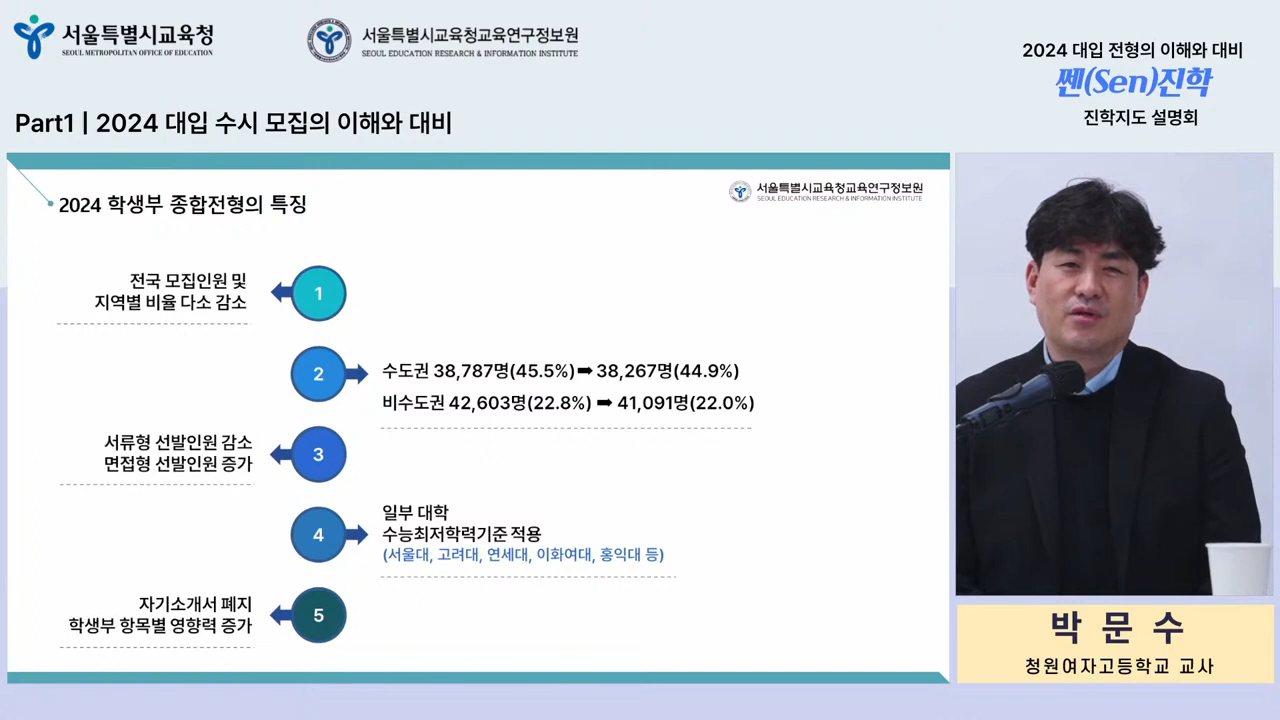 서울특별시교육청
SEOUL METROPOLITAN OFFICE OF EDUCATION
서울특별시교육청교육연구정보원
SEOUL EDUCATION RESEARCH & INFORMATION INSTITUTE
2024 대입 전형의 이해와 대비
쎈(Sen)진학
진학지도 설명회
Part1 | 2024 대입 수시 모집의 이해와 대비
2024 학생부 종합전형의 특징
서울특별시교육청교육연구정보원
SEOUL EDUCATION RESEARCH & INFORMATION INSTITUTE
전국 모집인원 및
지역별 비율 다소 감소
1
2
수도권 38,787명(45.5%)➡38,267명(44.9%)
비수도권 42,603명(22.8%) ➡ 41,091명(22.0%)
서류형 선발인원 감소
면접형 선발인원 증가
3
4
일부 대학
수능최저학력기준 적용
(서울대, 고려대, 연세대, 이화여대, 홍익대 등)
자기소개서 폐지
학생부 항목별 영향력 증가
5
박 문 수
청원여자고등학교 교사